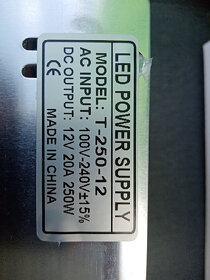 LED POWER SUPPLY
MODEL: T-250-12
AC INPUT: 100V-240V±15%
DC OUTPUT: 12V 20A 250W
CE MADE IN CHINA